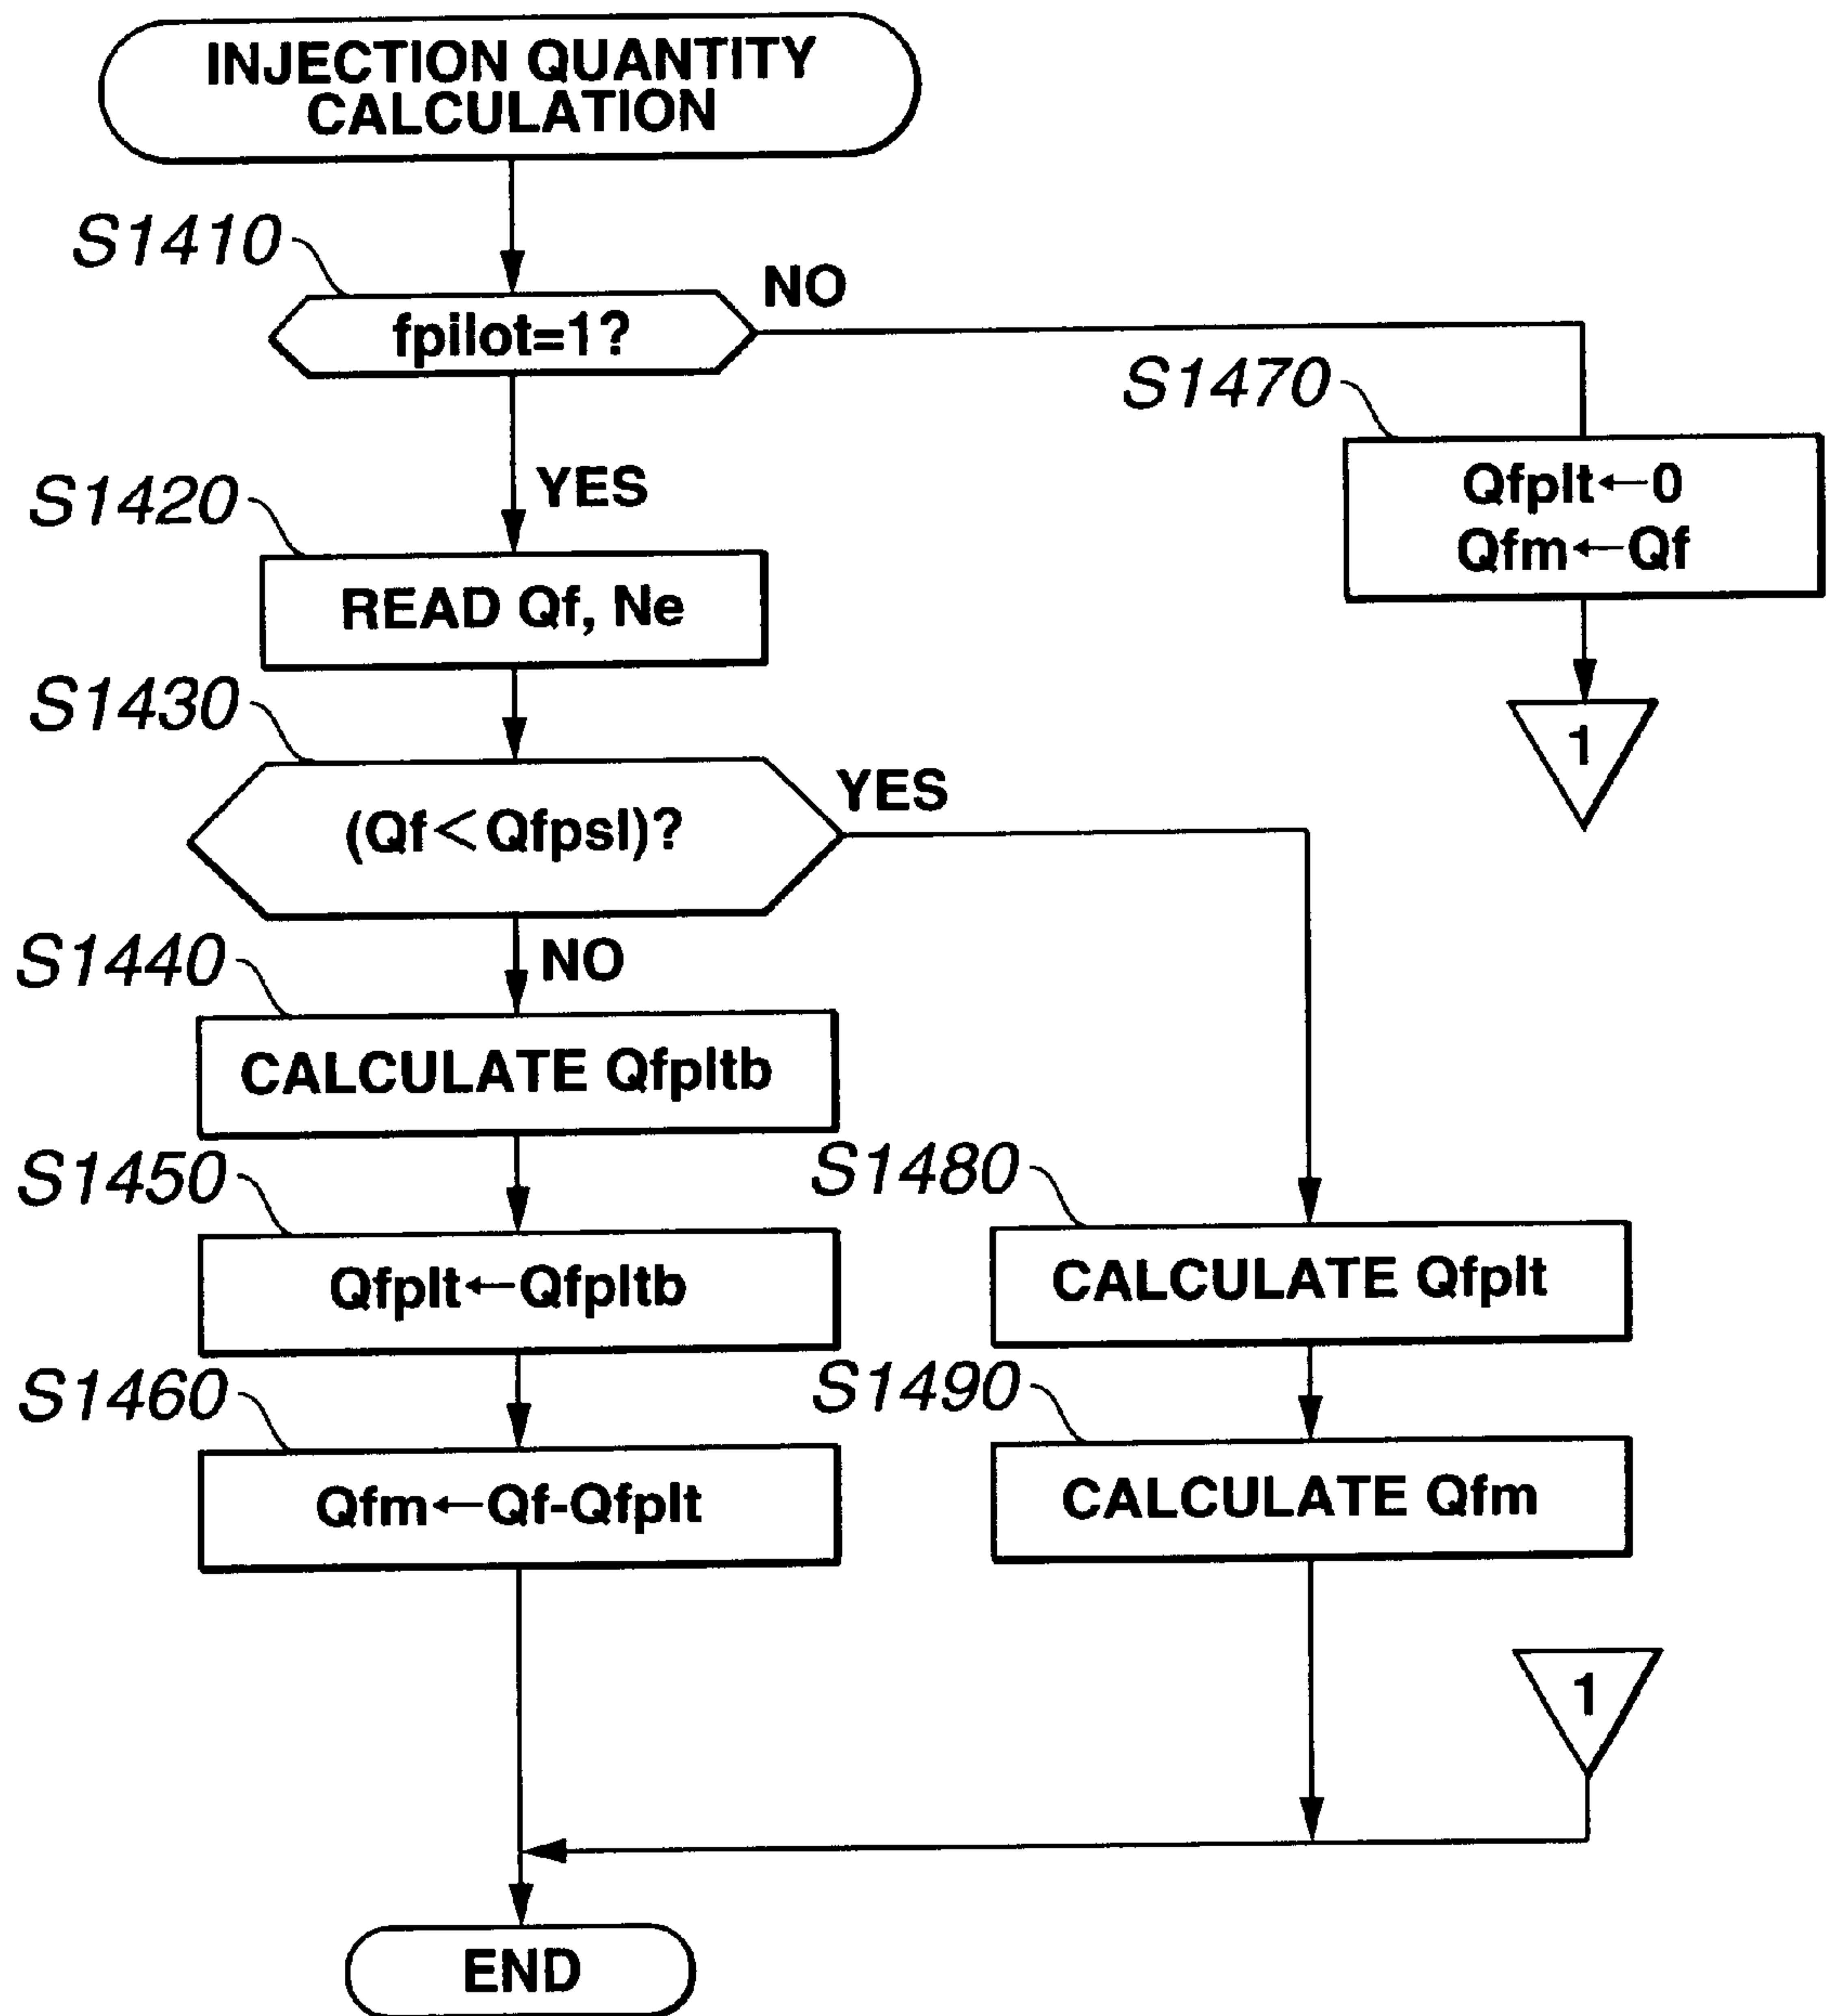 INJECTION QUANTITY
CALCULATION
S1410
fpilot=1?
NO
S1470
Qfplt←0
Qfm←Qf
1
YES
S1420
READ Qf, Ne
S1430
(Qf<Qfpsl)?
YES
NO
S1440
CALCULATE Qfpltb
S1450
Qfplt←Qfpltb
S1480
CALCULATE Qfplt
S1460
Qfm←Qf-Qfplt
S1490
CALCULATE Qfm
1
END